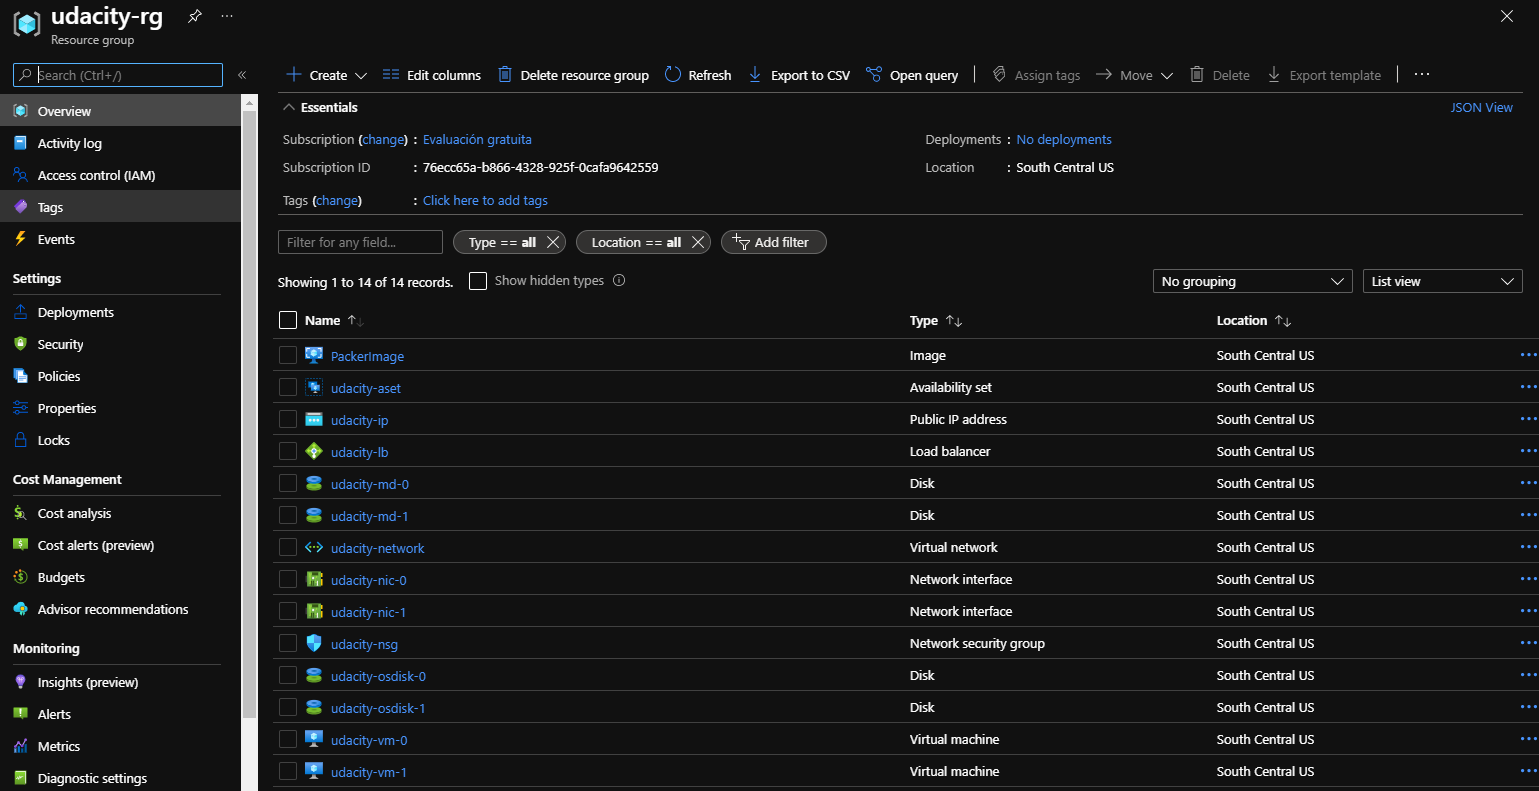 udacity-rg
Resource group
Search (Ctrl+/)
Overview
Activity log
Access control (IAM)
Tags
Events
Settings
Deployments
Security
Policies
Properties
Locks
Cost Management
Cost analysis
Cost alerts (preview)
Budgets
Advisor recommendations
Monitoring
Insights (preview)
Alerts
Metrics
Diagnostic settings
Create Edit columns Delete resource group Refresh Export to CSV Open query Assign tags Move Delete Export template
Essentials JSON View
Subscription (change) : Evaluación gratuita
Deployments : No deployments
Subscription ID : 76ecc65a-b866-4328-925f-0cafa9642559
Location : South Central US
Tags (change) : Click here to add tags
Filter for any field... Type == all Location == all Add filter
Showing 1 to 14 of 14 records. Show hidden types No grouping List view
Name Type Location
PackerImage Image South Central US
udacity-aset Availability set South Central US
udacity-ip Public IP address South Central US
udacity-lb Load balancer South Central US
udacity-md-0 Disk South Central US
udacity-md-1 Disk South Central US
udacity-network Virtual network South Central US
udacity-nic-0 Network interface South Central US
udacity-nic-1 Network interface South Central US
udacity-nsg Network security group South Central US
udacity-osdisk-0 Disk South Central US
udacity-osdisk-1 Disk South Central US
udacity-vm-0 Virtual machine South Central US
udacity-vm-1 Virtual machine South Central US